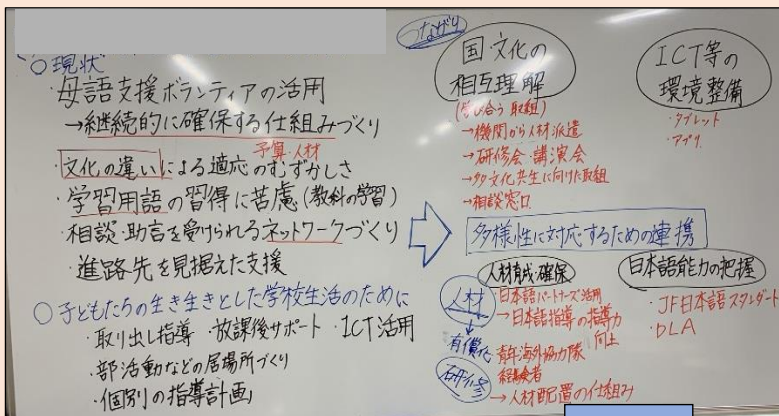 ○現状
・母語支援ボランティアの活用
→継続的に確保する仕組みづくり
予算・人材
・文化の違いによる適応のむずかしさ
・学習用語の習得に苦慮(教科の学習)
・相談・助言を受けられるネットワークづくり
・進路先を見据えた支援
○子どもたちの生き生きとした学校生活のために
・取り出し指導 ・放課後サポート ・ICT活用
・部活動などの居場所づくり
・個別の指導計画
つながり
国・文化の
相互理解
(学び合う取組)
→機関から人材派遣
→研修会・講演会
→多文化共生に向けた取組
→相談窓口
ICT等の
環境整備
・タブレット
・アプリ
多様性に対応するための連携
人材育成・確保
人材
・日本語パートナーズ活用
→日本語指導の指導力
向上
有償化
・青年海外協力隊
経験者
研修
→人材配置の仕組み
日本語能力の把握
・JF日本語スタンダード
・DLA